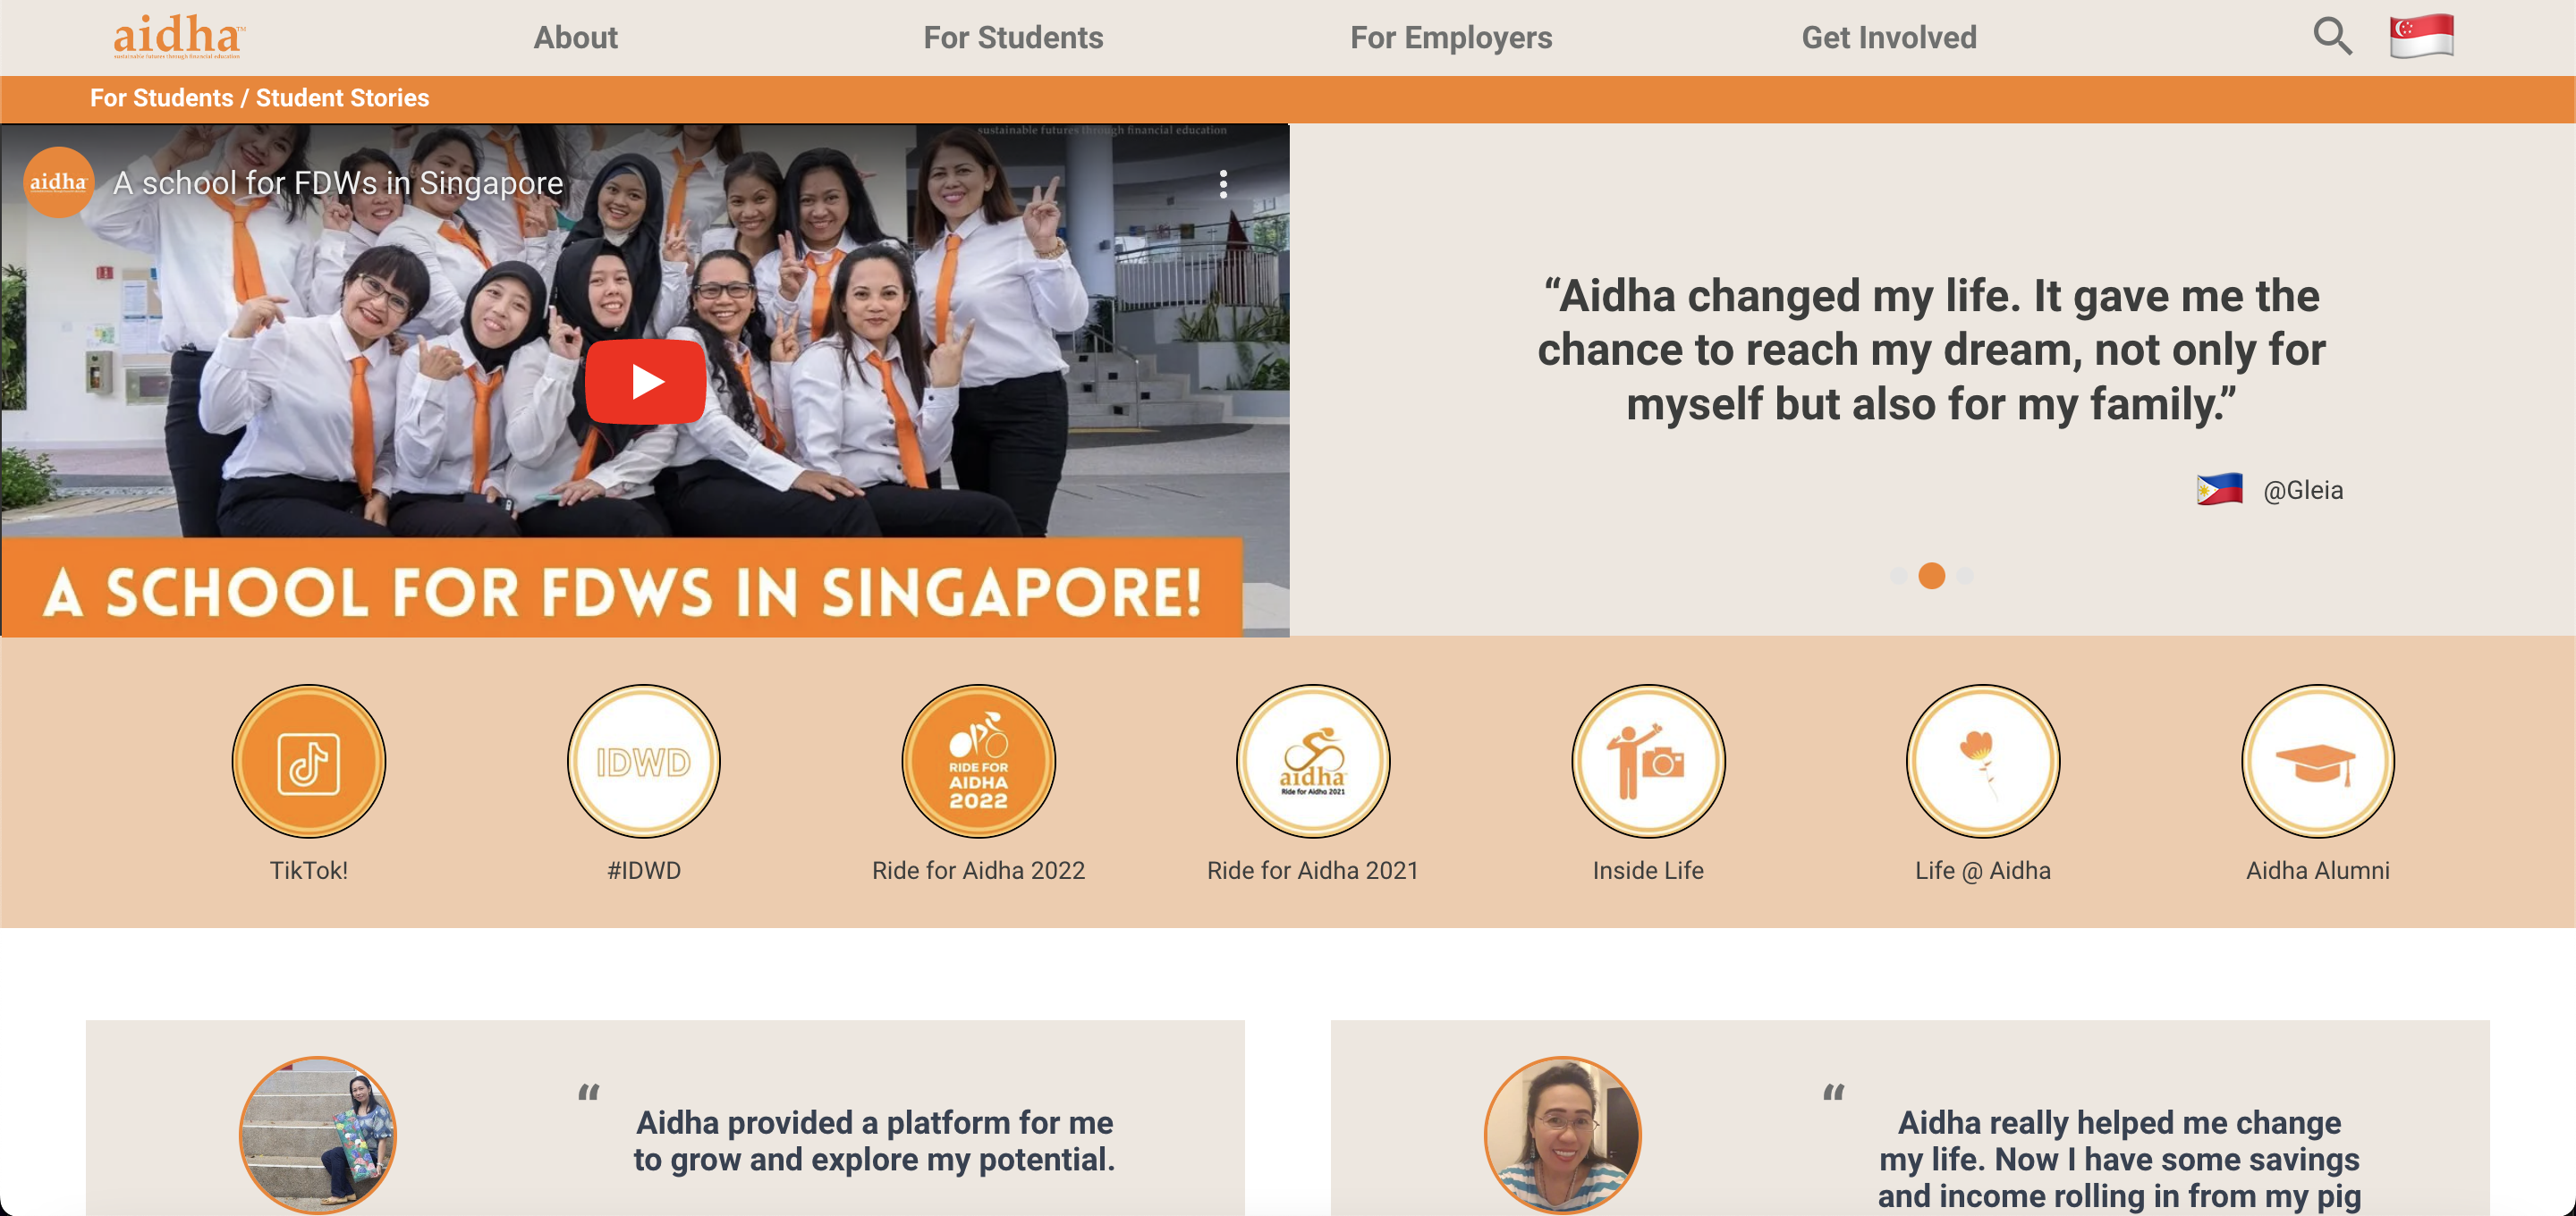 aidha™
sustainable futures through financial education
About
For Students
For Employers
Get Involved
For Students / Student Stories
sustainable futures through financial education
aidha
A school for FDWs in Singapore
A SCHOOL FOR FDWS IN SINGAPORE!
“Aidha changed my life. It gave me the
chance to reach my dream, not only for
myself but also for my family.”
@Gleia
TikTok!
IDWD
#IDWD
RIDE FOR
AIDHA
2022
Ride for Aidha 2022
aidha
Ride for Aidha 2021
Ride for Aidha 2021
Inside Life
Life @ Aidha
Aidha Alumni
“
Aidha provided a platform for me
to grow and explore my potential.
“
Aidha really helped me change
my life. Now I have some savings
and income rolling in from my pig